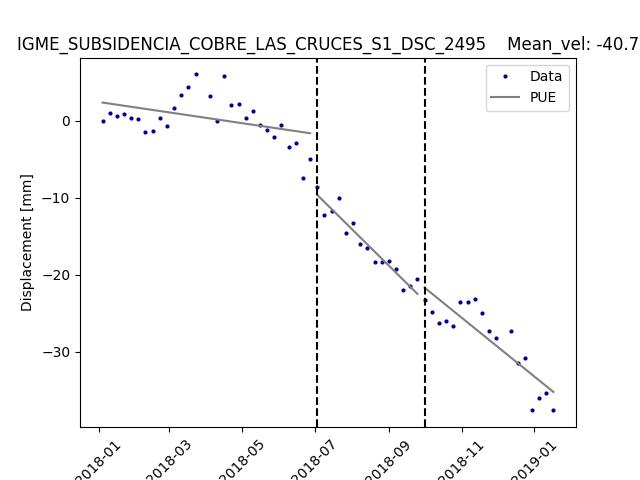 IGME_SUBSIDENCIA_COBRE_LAS_CRUCES_S1_DSC_2495 Mean_vel: -40.7
Data
PUE
Displacement [mm]
0
−10
−20
−30
2018-01
2018-03
2018-05
2018-07
2018-09
2018-11
2019-01